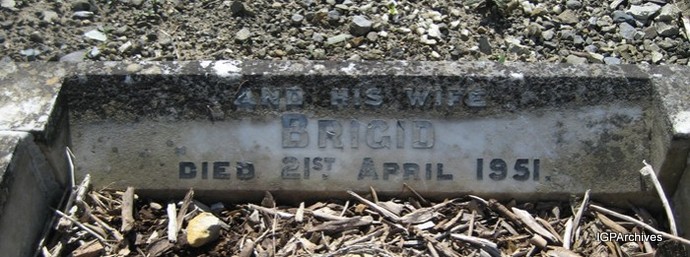 AND HIS WIFE
BRIGID
DIED 21ST APRIL 1951.
IGPArchives